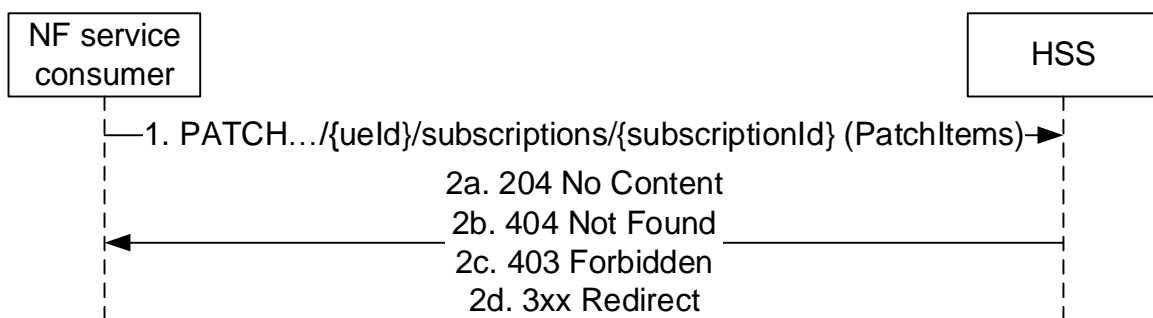 NF service
consumer
HSS
1. PATCH…/{ueId}/subscriptions/{subscriptionId} (PatchItems)
2a. 204 No Content
2b. 404 Not Found
2c. 403 Forbidden
2d. 3xx Redirect